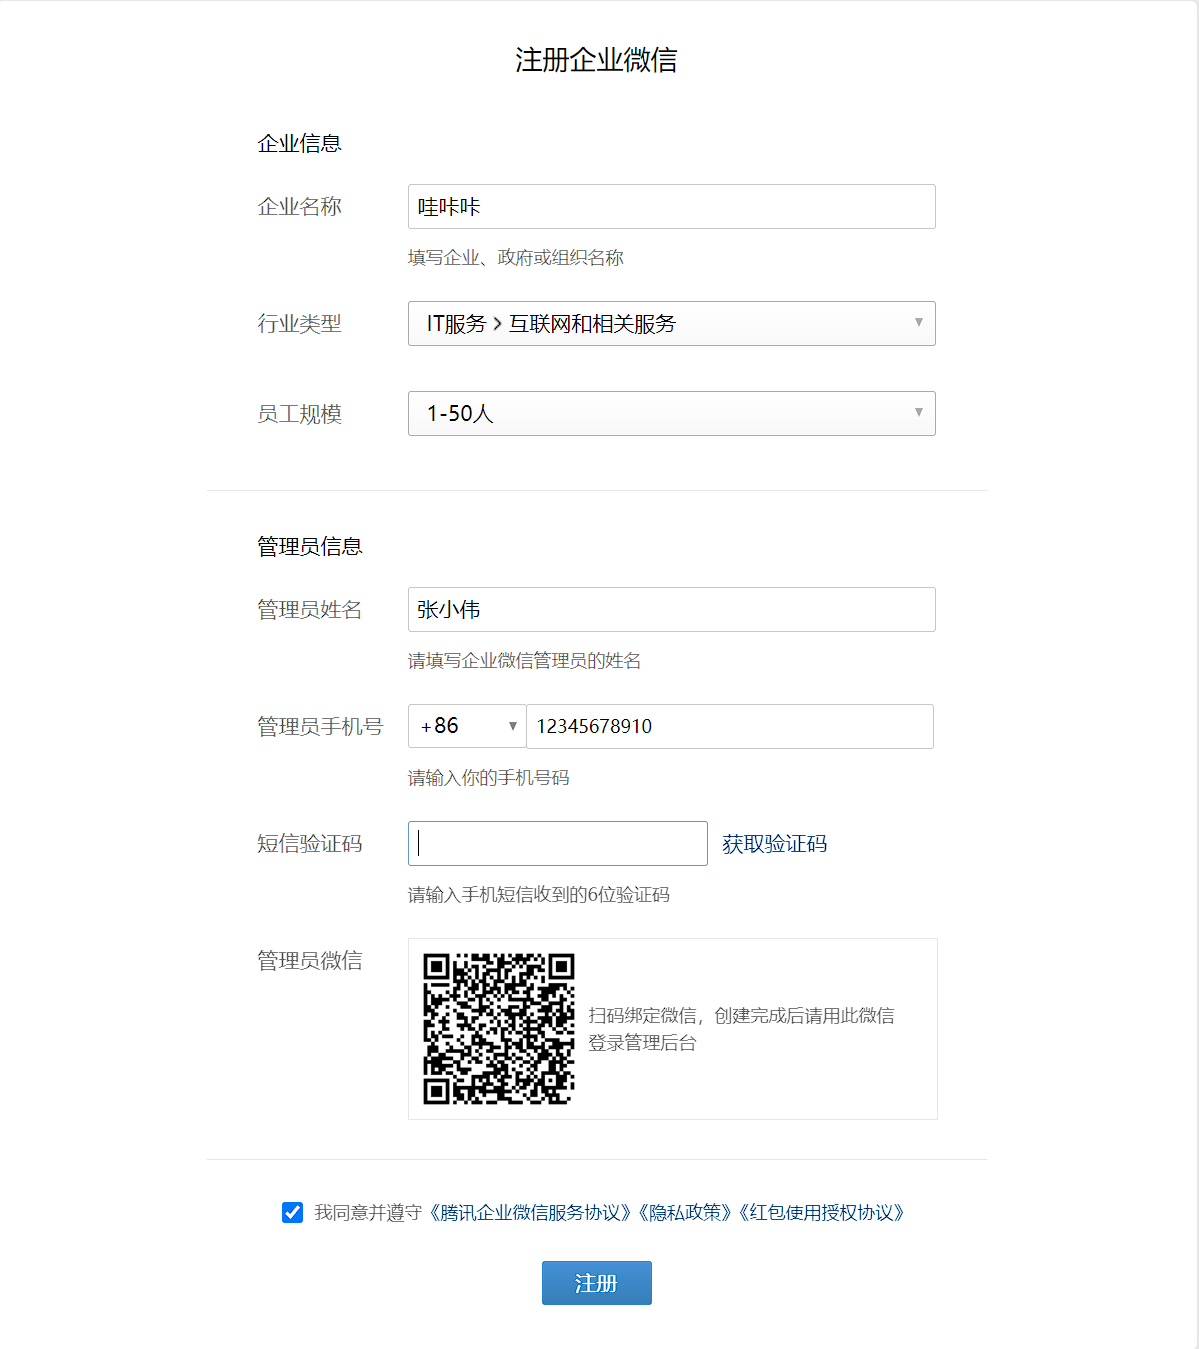 注册企业微信
企业信息
企业名称 哇咔咔
填写企业、政府或组织名称
行业类型 IT服务 > 互联网和相关服务
员工规模 1-50人
管理员信息
管理员姓名 张小伟
请填写企业微信管理员的姓名
管理员手机号 +86 12345678910
请输入你的手机号码
短信验证码 获取验证码
请输入手机短信收到的6位验证码
管理员微信
扫码绑定微信，创建完成后请用此微信
登录管理后台
我同意并遵守《腾讯企业微信服务协议》《隐私政策》《红包使用授权协议》
注册